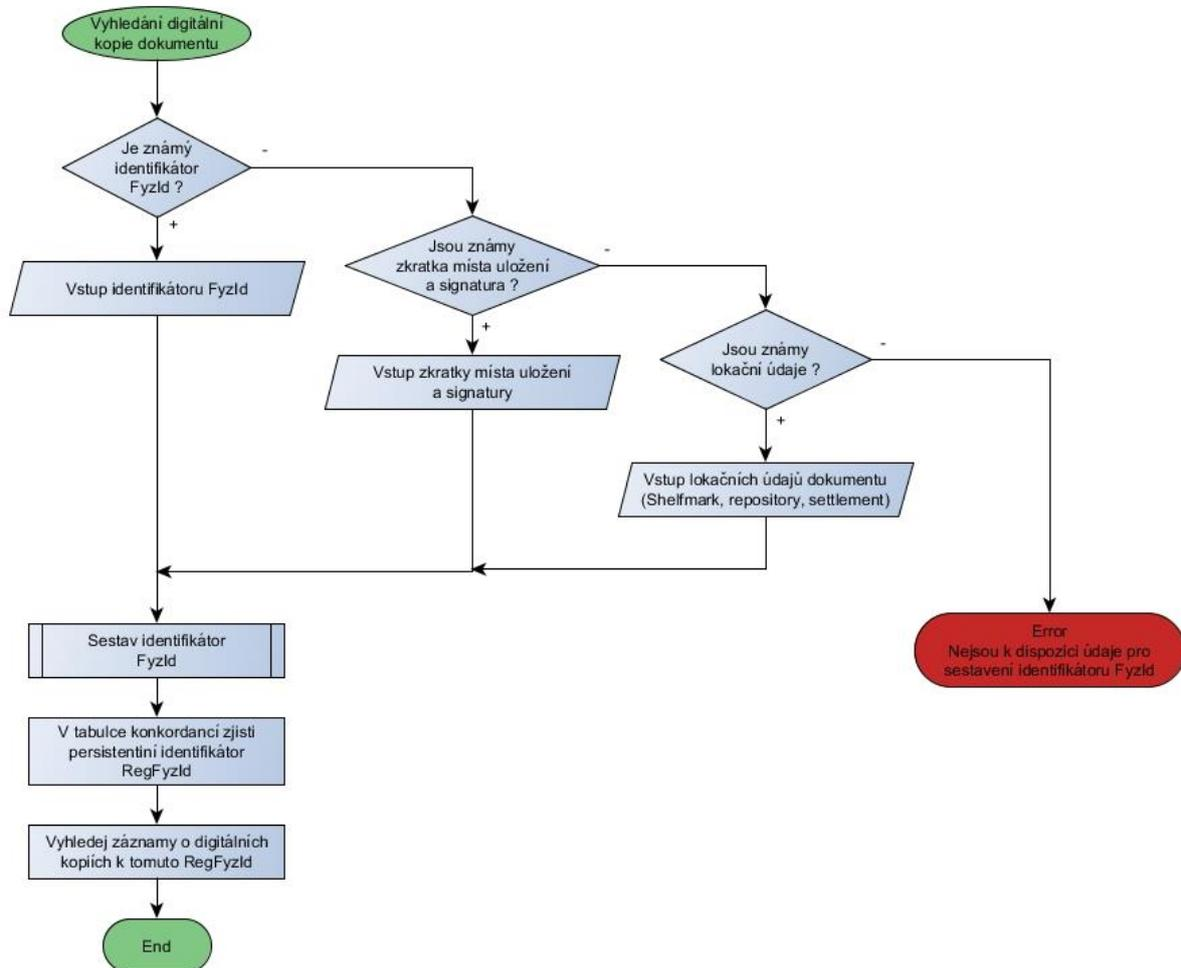 Vyhledání digitální
kopie dokumentu
Je známý
identifikátor
FyzId ?
-
+
Vstup identifikátoru FyzId
Jsou známy
zkratka místa uložení
a signatura ?
-
+
Vstup zkratky místa uložení
a signatury
Jsou známy
lokační údaje ?
-
+
Vstup lokačních údajů dokumentu
(Shelfmark, repository, settlement)
Error
Nejsou k dispozíci údaje pro
sestavení identifikátoru FyzId
Sestav identifikátor
FyzId
V tabulce konkordancí zjisti
persistentiní identifikátor
RegFyzId
Vyhledej záznamy o digitálních
kopiích k tomuto RegFyzId
End